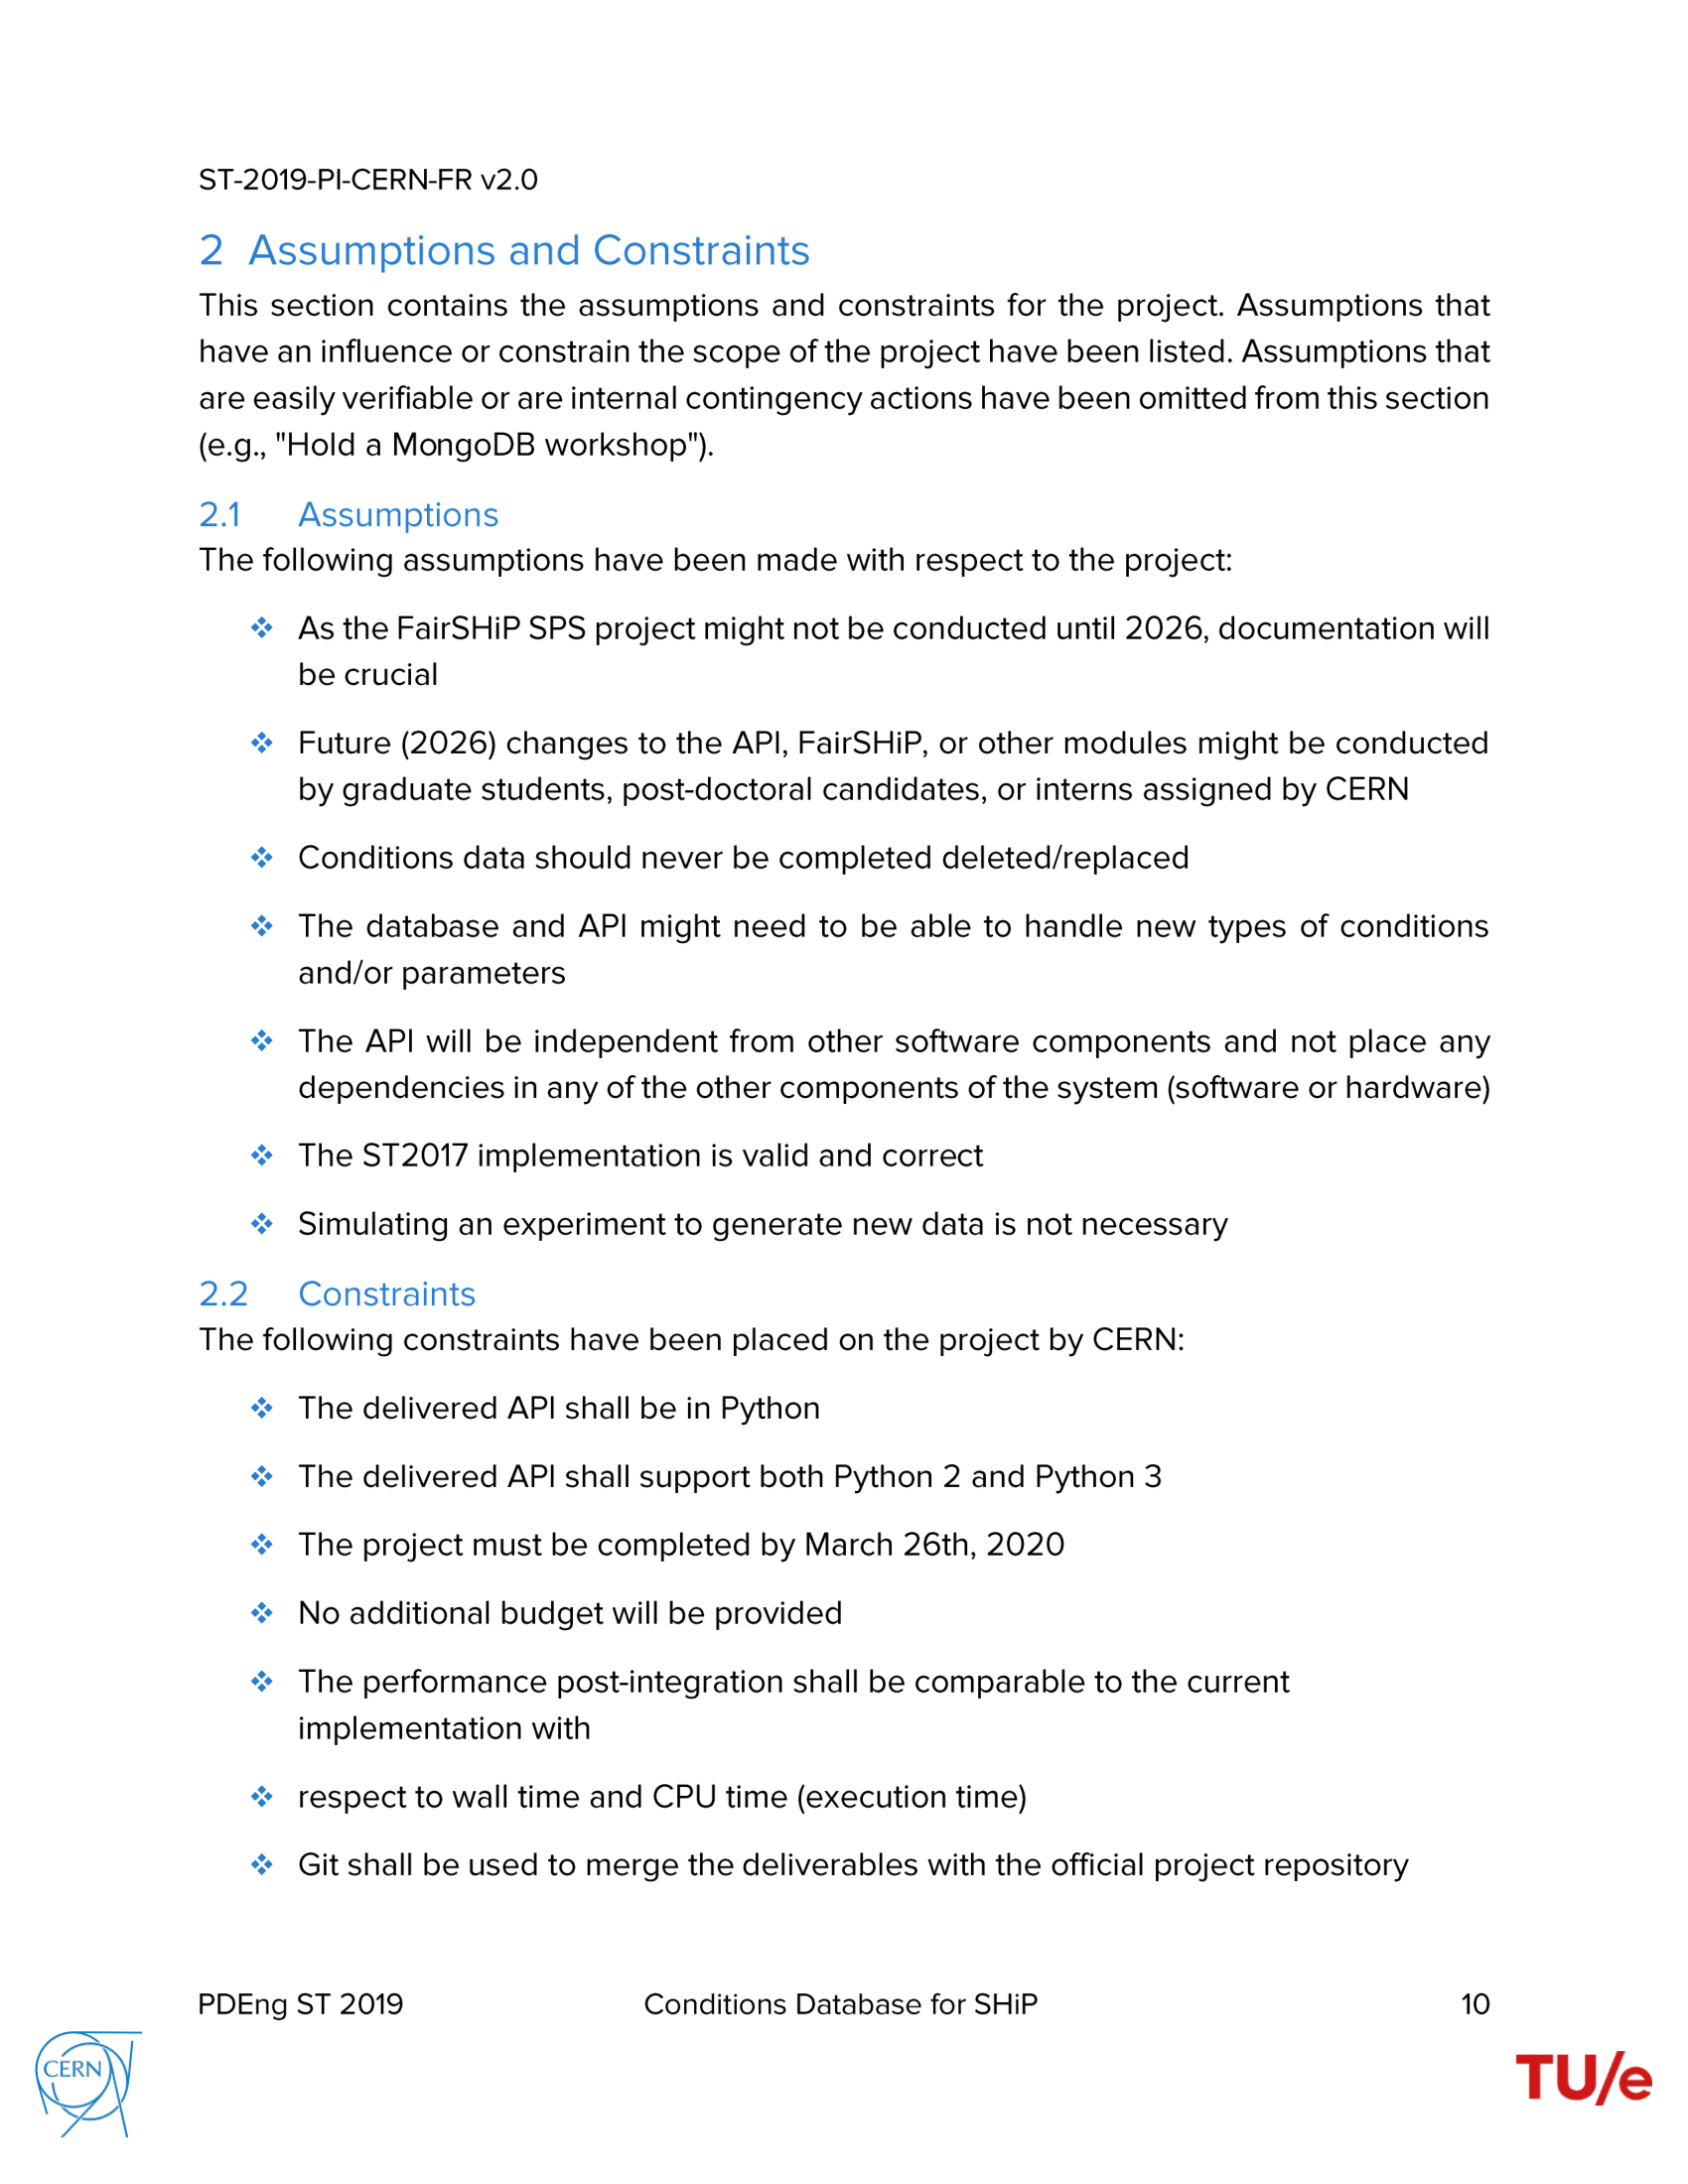 ST-2019-PI-CERN-FR v2.0
2 Assumptions and Constraints
This section contains the assumptions and constraints for the project. Assumptions that
have an influence or constrain the scope of the project have been listed. Assumptions that
are easily verifiable or are internal contingency actions have been omitted from this section
(e.g., "Hold a MongoDB workshop").
2.1 Assumptions
The following assumptions have been made with respect to the project:
❖ As the FairSHiP SPS project might not be conducted until 2026, documentation will
be crucial
❖ Future (2026) changes to the API, FairSHiP, or other modules might be conducted
by graduate students, post-doctoral candidates, or interns assigned by CERN
❖ Conditions data should never be completed deleted/replaced
❖ The database and API might need to be able to handle new types of conditions
and/or parameters
❖ The API will be independent from other software components and not place any
dependencies in any of the other components of the system (software or hardware)
❖ The ST2017 implementation is valid and correct
❖ Simulating an experiment to generate new data is not necessary
2.2 Constraints
The following constraints have been placed on the project by CERN:
❖ The delivered API shall be in Python
❖ The delivered API shall support both Python 2 and Python 3
❖ The project must be completed by March 26th, 2020
❖ No additional budget will be provided
❖ The performance post-integration shall be comparable to the current
implementation with
❖ respect to wall time and CPU time (execution time)
❖ Git shall be used to merge the deliverables with the official project repository
PDEng ST 2019 Conditions Database for SHiP 10
CERN
TU/e